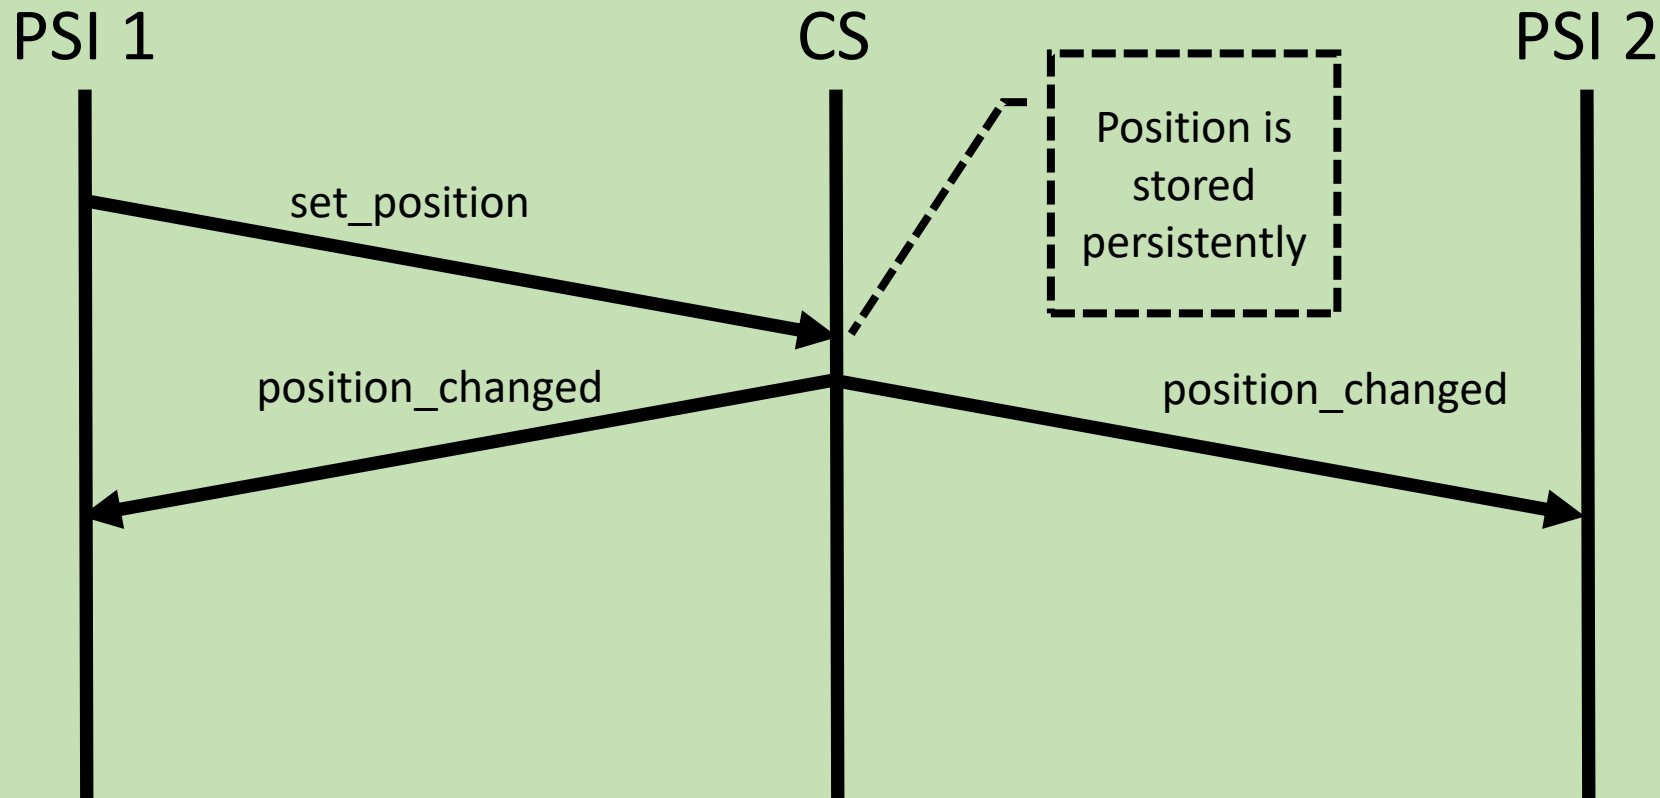 PSI 1
CS
PSI 2
Position is
stored
persistently
set_position
position_changed
position_changed